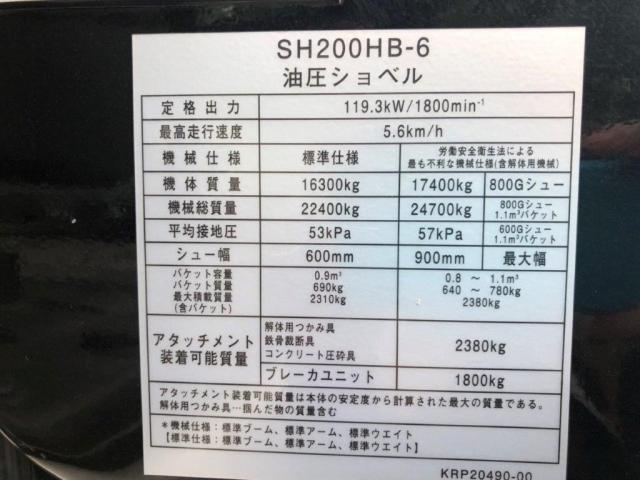 SH200HB-6
油圧ショベル
定格出力 119.3kW/1800min⁻¹
最高走行速度 5.6km/h
機械仕様 標準仕様 労働安全衛生法による
最も不利な機械仕様(含解体用機械)
機体質量 16300kg 17400kg 800Gシュー
機械総質量 22400kg 24700kg 800Gシュー
1.1m³バケット
平均接地圧 53kPa 57kPa 600Gシュー
1.1m³バケット
シュー幅 600mm 900mm 最大幅
バケット容量 0.9m³ 0.8 ~ 1.1m³
バケット質量 690kg 640 ~ 780kg
最大積載質量 2310kg 2380kg
(含バケット)
アタッチメント
装着可能質量
解体用つかみ具
鉄骨裁断具
コンクリート圧砕具
2380kg
ブレーカユニット 1800kg
アタッチメント装着可能質量は本体の安定度から計算された最大の質量である。
解体用つかみ具…掴んだ物の質量含む
*機械仕様:標準ブーム、標準アーム、標準ウエイト
【標準仕様:標準ブーム、標準アーム、標準ウエイト】
KRP20490-00